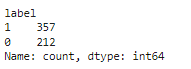 label
1    357
0    212
Name: count, dtype: int64